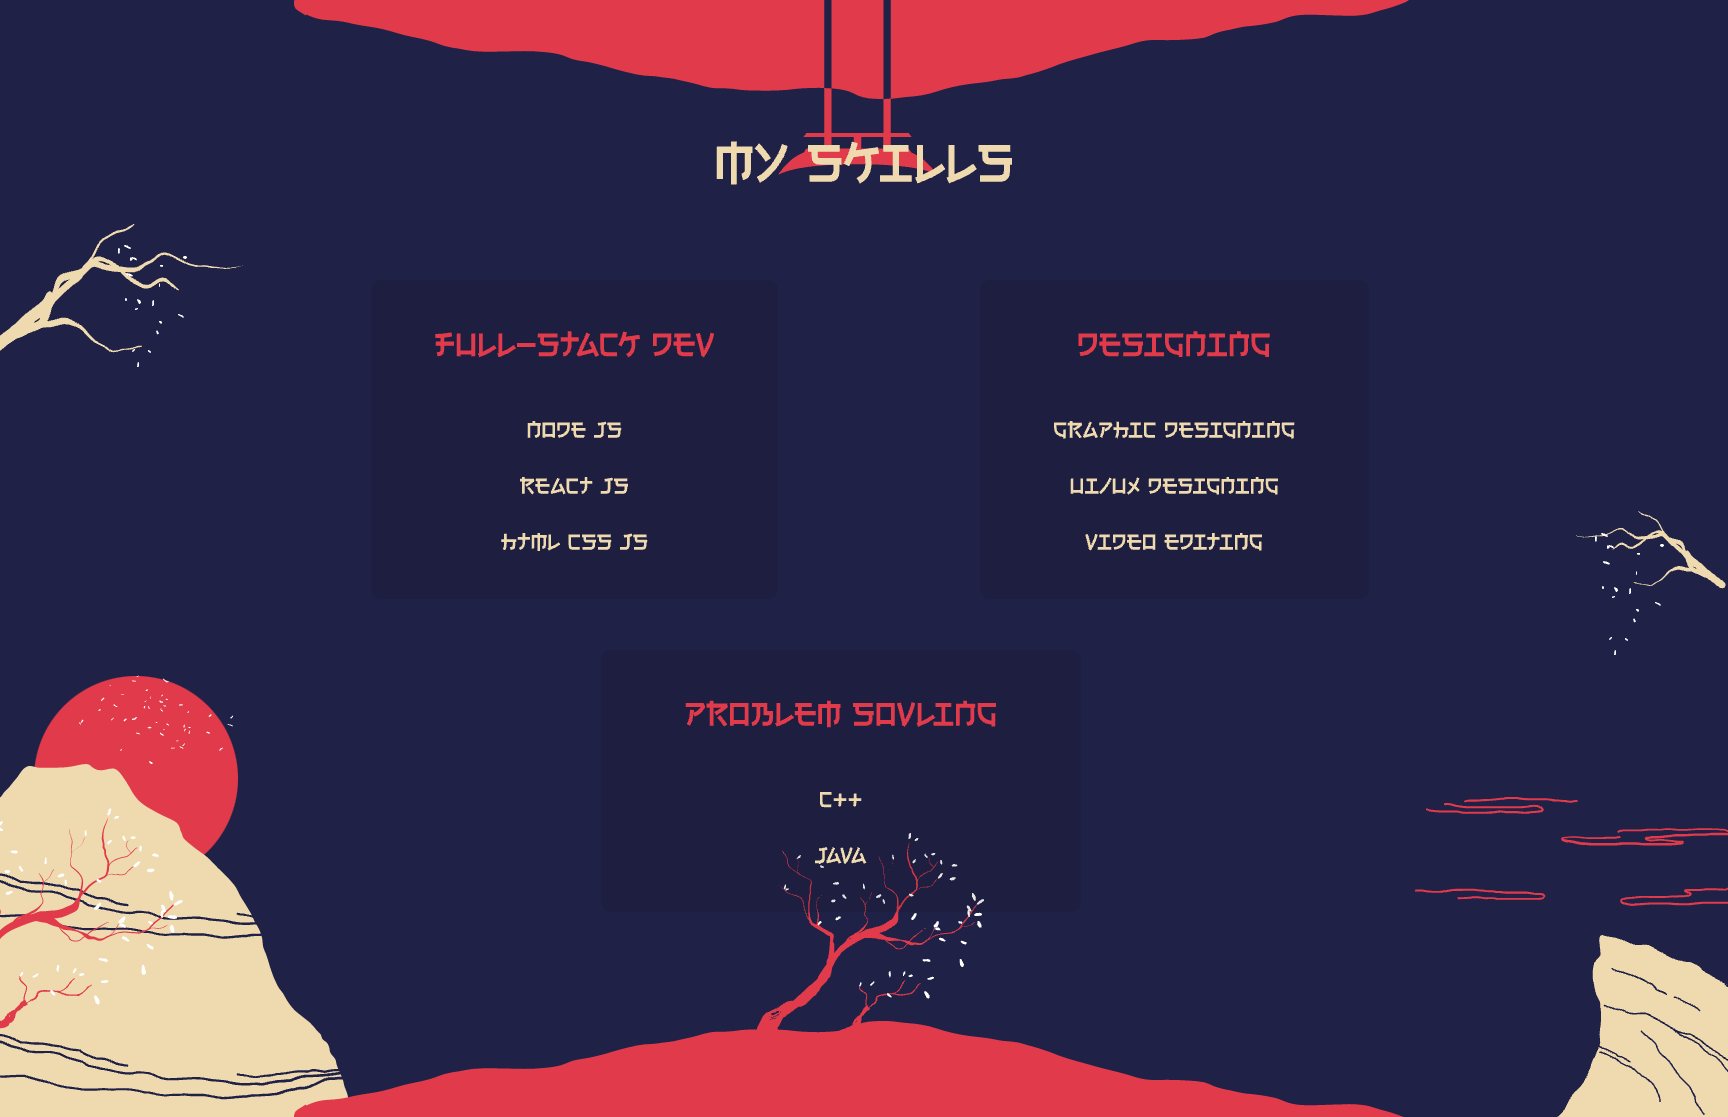 MY SKILLS
FULL-STACK DEV
NODE JS
REACT JS
HTML CSS JS
DESIGNING
GRAPHIC DESIGNING
UI/UX DESIGNING
VIDEO EDITING
PROBLEM SOVLING
C++
JAVA